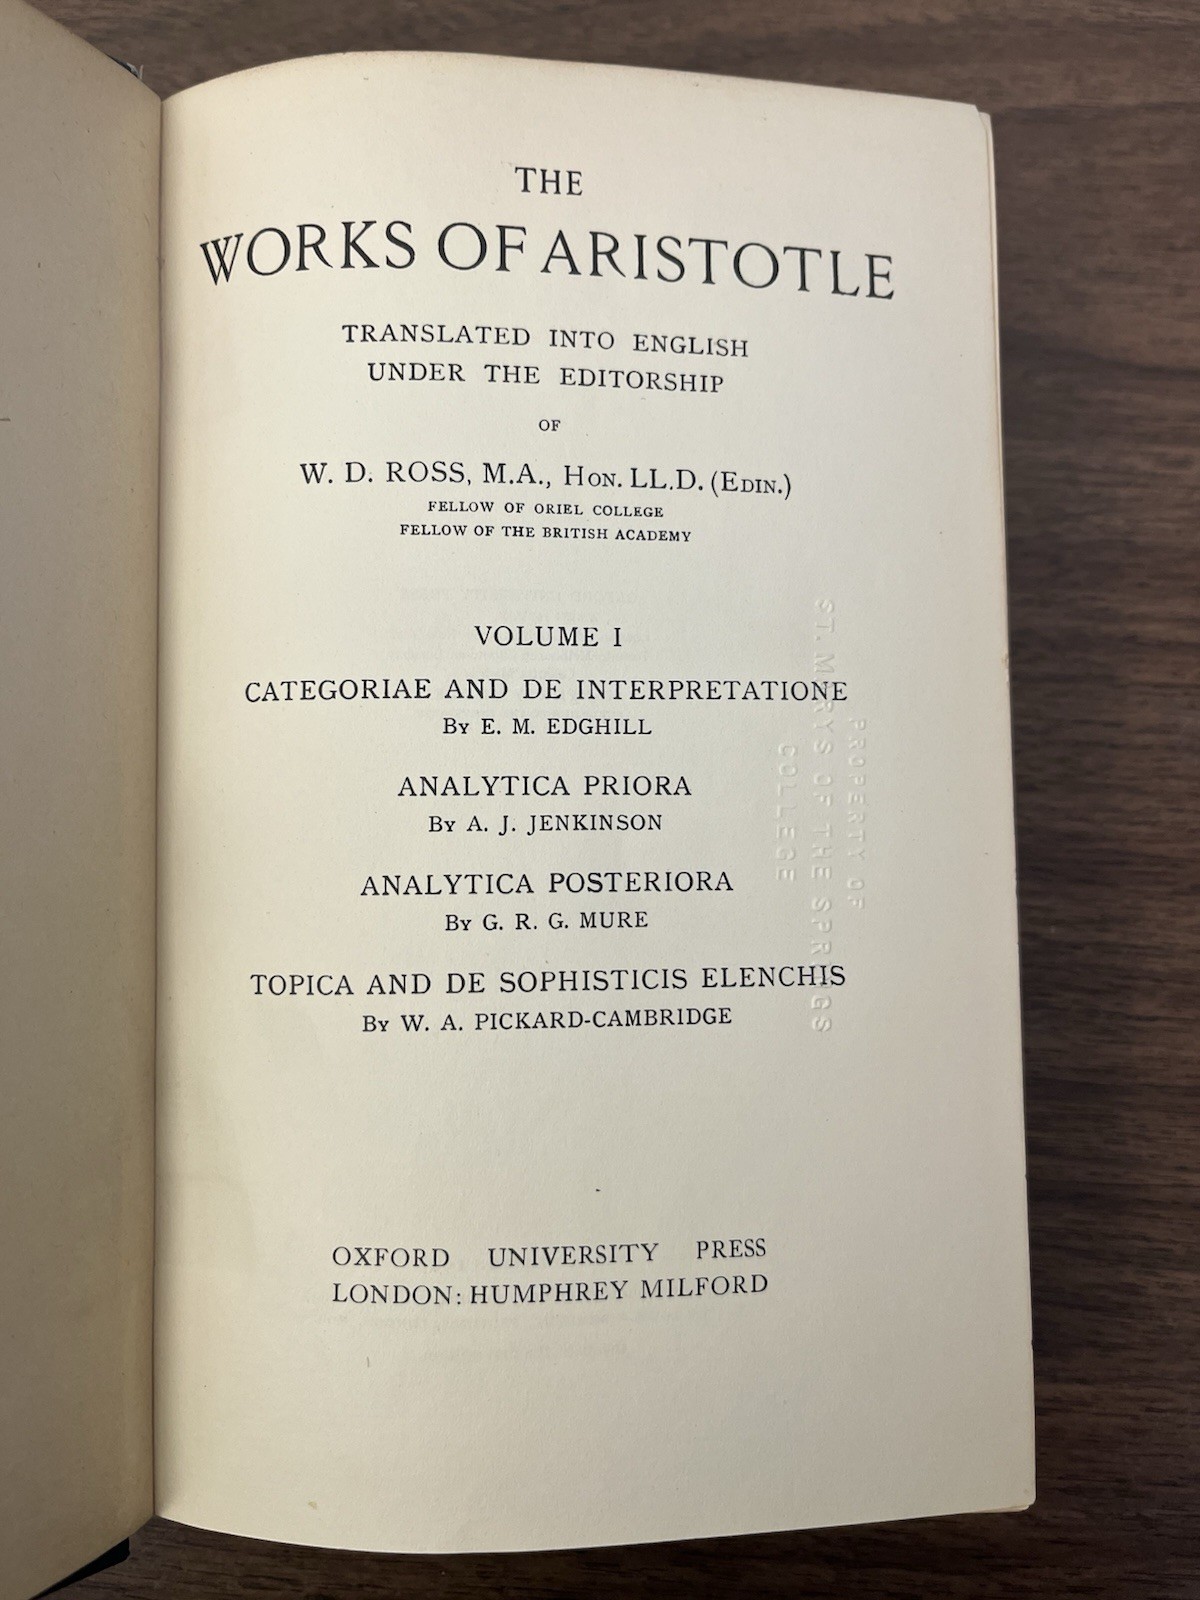 THE
WORKS OF ARISTOTLE
TRANSLATED INTO ENGLISH
UNDER THE EDITORSHIP
OF
W. D. ROSS, M.A., HON. LL.D. (EDIN.)
FELLOW OF ORIEL COLLEGE
FELLOW OF THE BRITISH ACADEMY
VOLUME I
CATEGORIAE AND DE INTERPRETATIONE
By E. M. EDGHILL
ANALYTICA PRIORA
By A. J. JENKINSON
ANALYTICA POSTERIORA
By G. R. G. MURE
TOPICA AND DE SOPHISTICIS ELENCHIS
By W. A. PICKARD-CAMBRIDGE
OXFORD UNIVERSITY PRESS
LONDON: HUMPHREY MILFORD
PROPERTY OF
ST. MARYS OF THE SPRINGS
COLLEGE